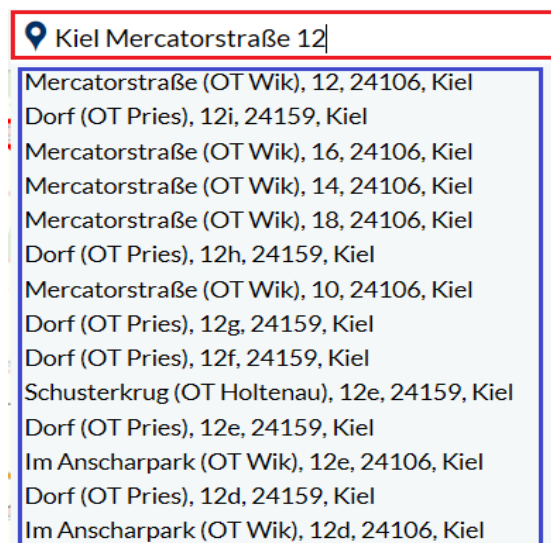 Kiel Mercatorstraße 12
Mercatorstraße (OT Wik), 12, 24106, Kiel
Dorf (OT Pries), 12i, 24159, Kiel
Mercatorstraße (OT Wik), 16, 24106, Kiel
Mercatorstraße (OT Wik), 14, 24106, Kiel
Mercatorstraße (OT Wik), 18, 24106, Kiel
Dorf (OT Pries), 12h, 24159, Kiel
Mercatorstraße (OT Wik), 10, 24106, Kiel
Dorf (OT Pries), 12g, 24159, Kiel
Dorf (OT Pries), 12f, 24159, Kiel
Schusterkrug (OT Holtenau), 12e, 24159, Kiel
Dorf (OT Pries), 12e, 24159, Kiel
Im Anscharpark (OT Wik), 12e, 24106, Kiel
Dorf (OT Pries), 12d, 24159, Kiel
Im Anscharpark (OT Wik), 12d, 24106, Kiel